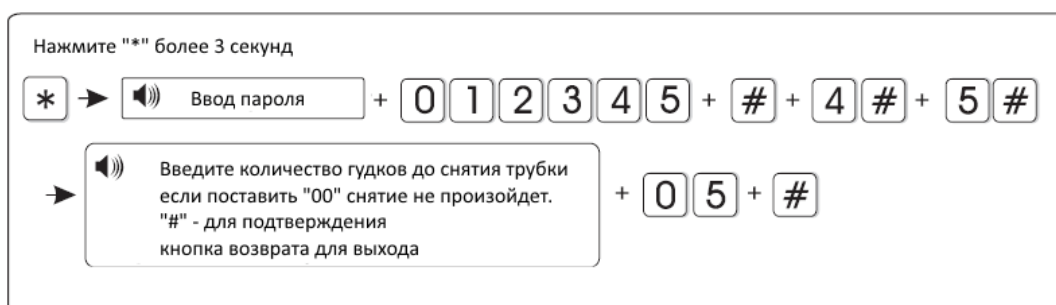 Нажмите "*" более 3 секунд
* Ввод пароля + 0 1 2 3 4 5 + # + 4 # + 5 #
Введите количество гудков до снятия трубки
если поставить "00" снятие не произойдет.
"#" - для подтверждения
кнопка возврата для выхода
+ 0 5 + #